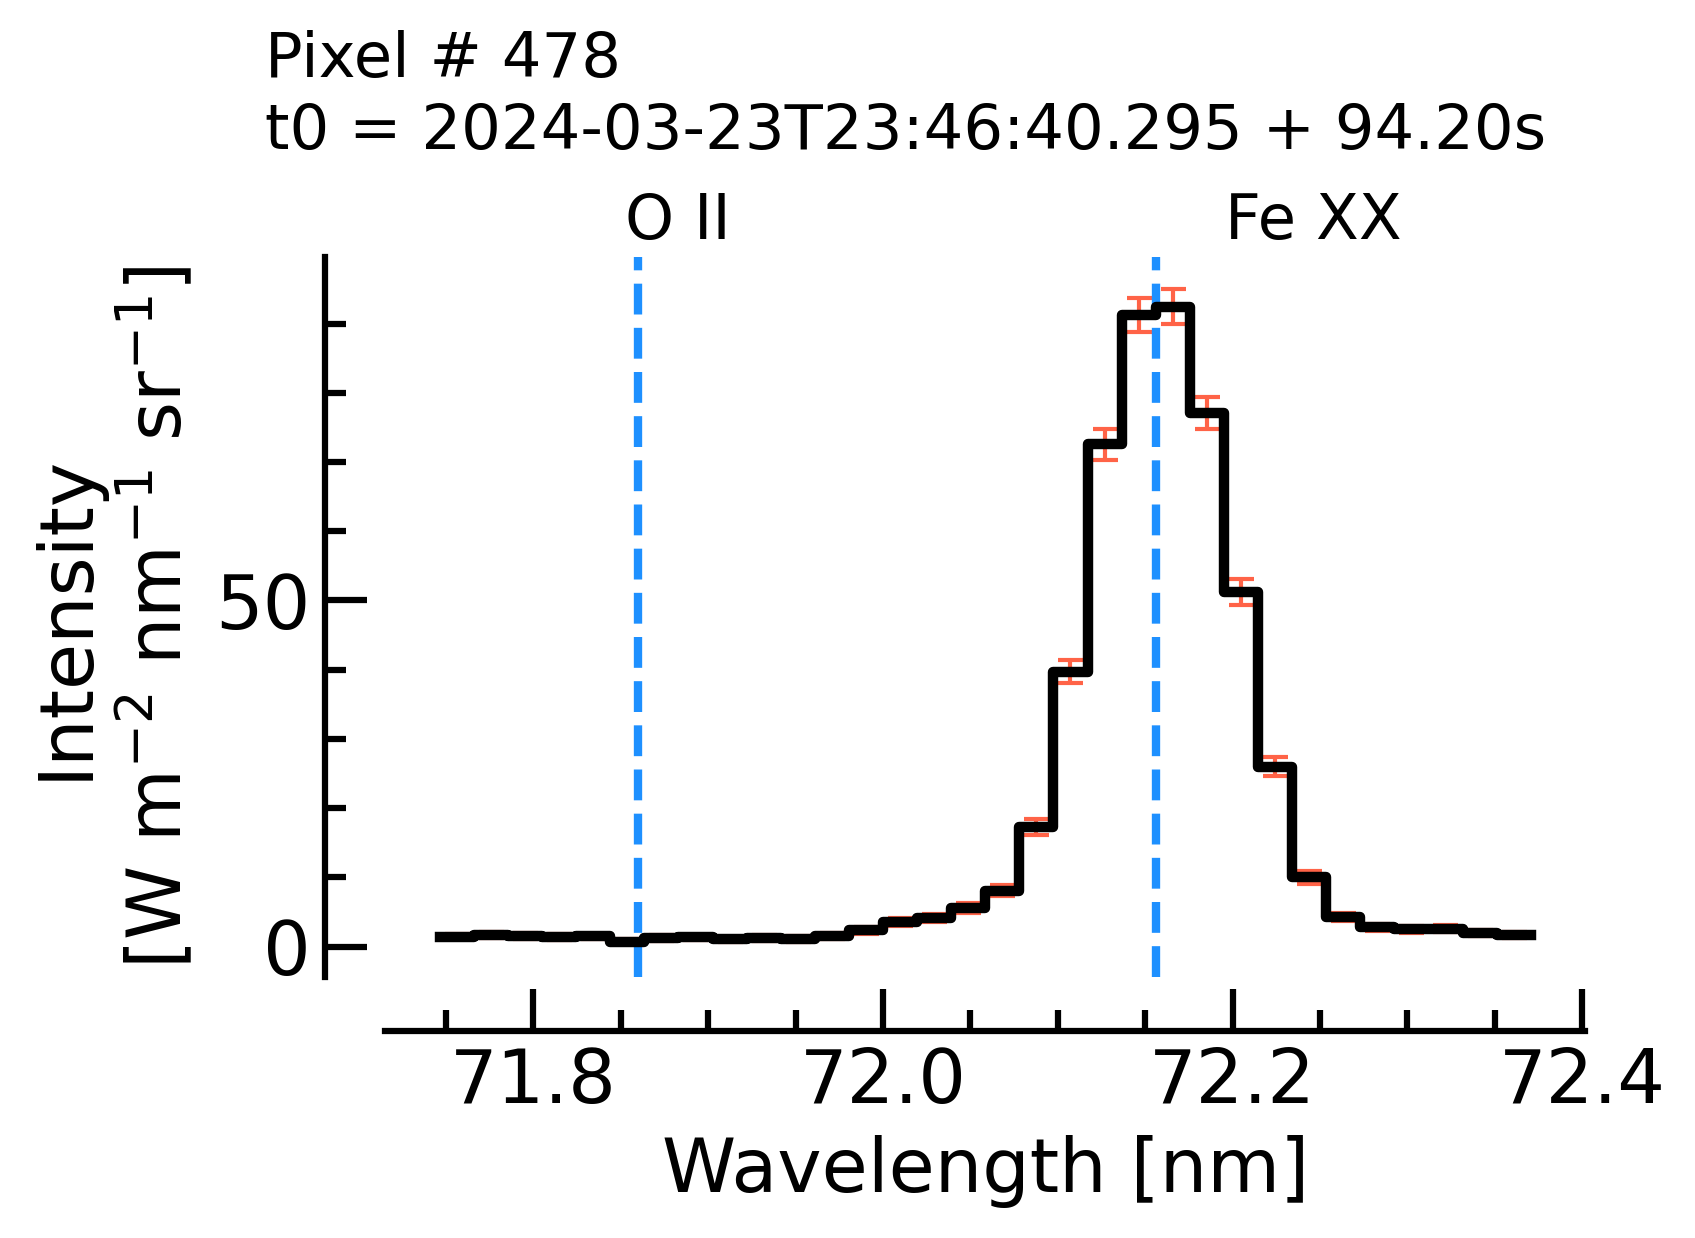 Pixel # 478
t0 = 2024-03-23T23:46:40.295 + 94.20s
O II
Fe XX
Intensity
[W m⁻² nm⁻¹ sr⁻¹]
50
0
71.8 72.0 72.2 72.4
Wavelength [nm]